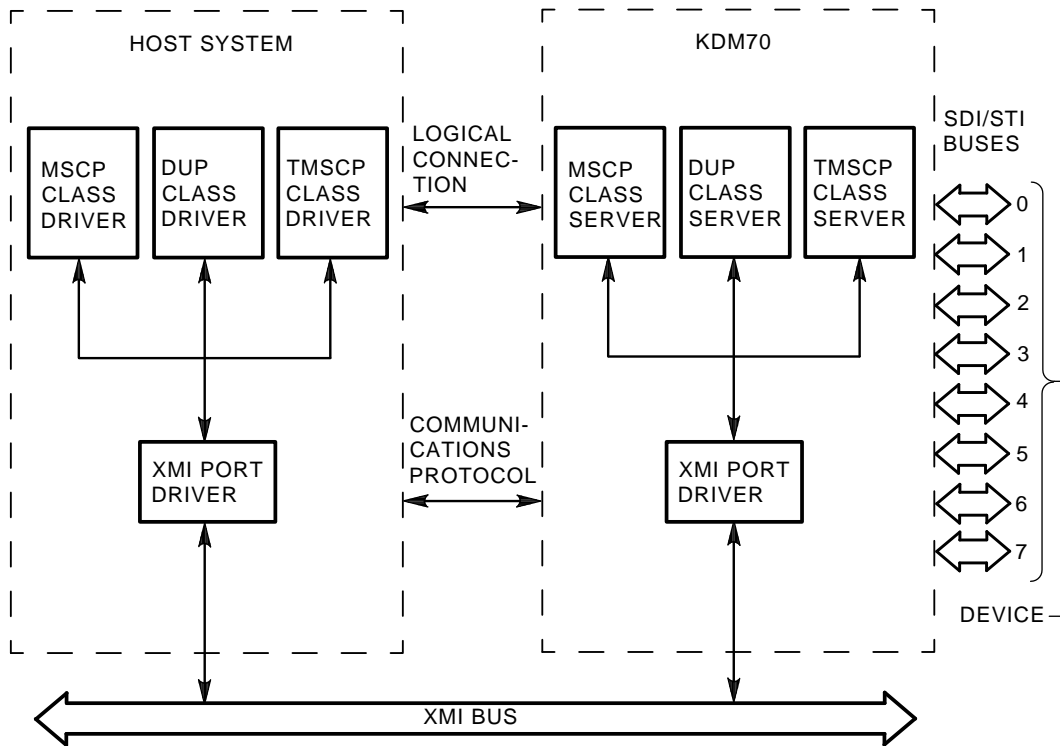 HOST SYSTEM
KDM70
MSCP
CLASS
DRIVER
DUP
CLASS
DRIVER
TMSCP
CLASS
DRIVER
LOGICAL
CONNEC-
TION
MSCP
CLASS
SERVER
DUP
CLASS
SERVER
TMSCP
CLASS
SERVER
SDI/STI
BUSES
0
1
2
3
4
5
6
7
XMI PORT
DRIVER
COMMUNI-
CATIONS
PROTOCOL
XMI PORT
DRIVER
DEVICE
XMI BUS